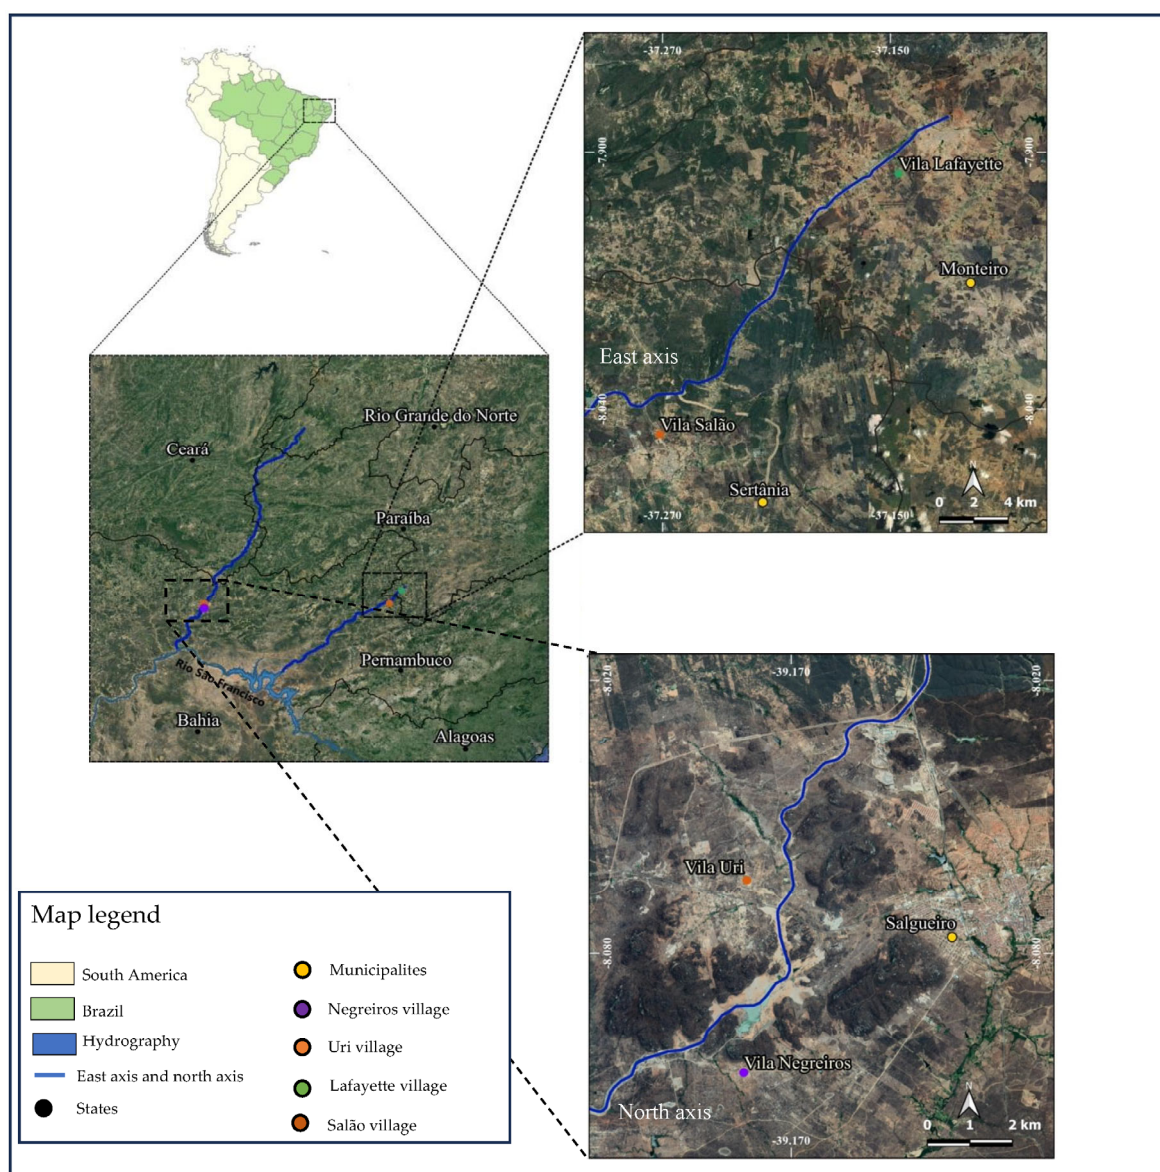 -37.270
-37.150
-7.900
-7.900
Vila Lafayette
Monteiro
East axis
-8.040
-8.040
Vila Salão
Sertânia
0 2 4 km
-37.270
-37.150
Rio Grande do Norte
Ceará
Paraíba
Pernambuco
Rio São Francisco
Bahia
Alagoas
-39.170
-8.020
-8.020
Vila Uri
Salgueiro
-8.080
-8.080
Vila Negreiros
North axis
N
0 1 2 km
-39.170
Map legend
South America
Brazil
Hydrography
East axis and north axis
States
Municipalites
Negreiros village
Uri village
Lafayette village
Salão village